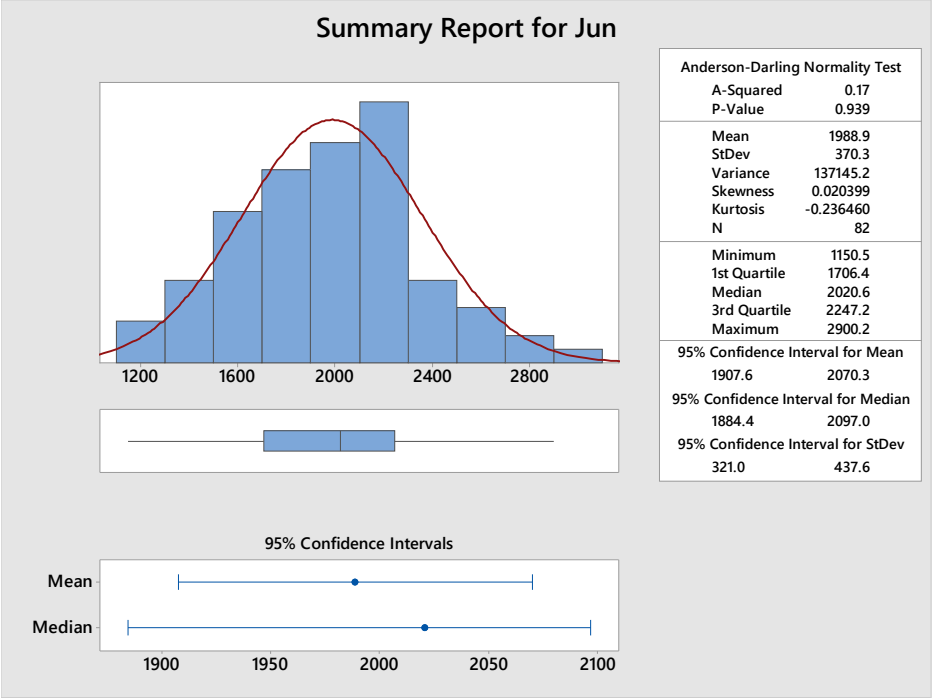 Summary Report for Jun
1200 1600 2000 2400 2800
95% Confidence Intervals
Mean
Median
1900 1950 2000 2050 2100
Anderson-Darling Normality Test
A-Squared 0.17
P-Value 0.939
Mean 1988.9
StDev 370.3
Variance 137145.2
Skewness 0.020399
Kurtosis -0.236460
N 82
Minimum 1150.5
1st Quartile 1706.4
Median 2020.6
3rd Quartile 2247.2
Maximum 2900.2
95% Confidence Interval for Mean
1907.6 2070.3
95% Confidence Interval for Median
1884.4 2097.0
95% Confidence Interval for StDev
321.0 437.6